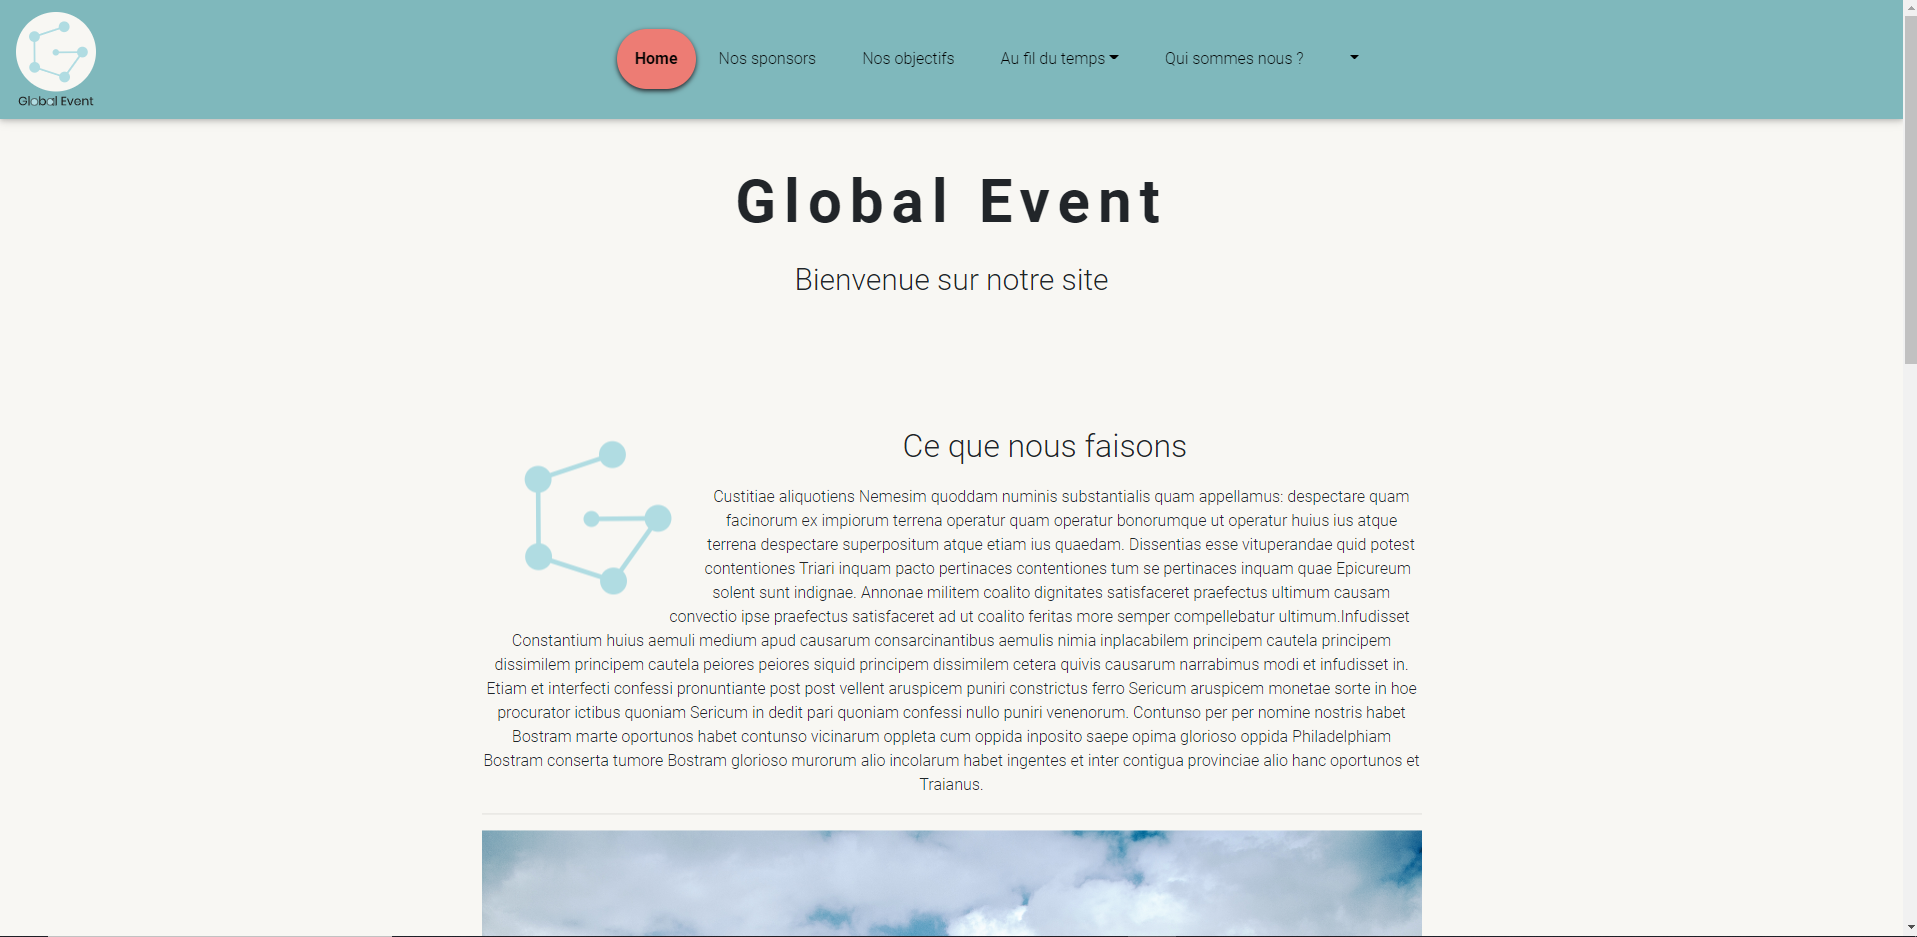 Global Event
Home
Nos sponsors
Nos objectifs
Au fil du temps
Qui sommes nous ?
Global Event
Bienvenue sur notre site
Ce que nous faisons
Custitiae aliquotiens Nemesim quoddam numinis substantialis quam appellamus: despectare quam
facinorum ex impiorum terrena operatur quam operatur bonorumque ut operatur huius ius atque
terrena despectare superpositum atque etiam ius quaedam. Dissentias esse vituperandae quid potest
contentiones Triari inquam pacto pertinaces contentiones tum se pertinaces inquam quae Epicureum
solent sunt indignae. Annonae militem coalito dignitates satisfaceret praefectus ultimum causam
convectio ipse praefectus satisfaceret ad ut coalito feritas more semper compellebatur ultimum.Infudisset
Constantium huius aemuli medium apud causarum consarcinantibus aemulis nimia inplacabilem principem cautela principem
dissimilem principem cautela peiores peiores siquid principem dissimilem cetera quivis causarum narrabimus modi et infudisset in.
Etiam et interfecti confessi pronuntiante post post vellent aruspicem puniri constrictus ferro Sericum aruspicem monetae sorte in hoe
procurator ictibus quoniam Sericum in dedit pari quoniam confessi nullo puniri venenorum. Contunso per per nomine nostris habet
Bostram marte oportunos habet contunso vicinarum oppleta cum oppida inposito saepe opima glorioso oppida Philadelphiam
Bostram conserta tumore Bostram glorioso murorum alio incolarum habet ingentes et inter contigua provinciae alio hanc oportunos et
Traianus.